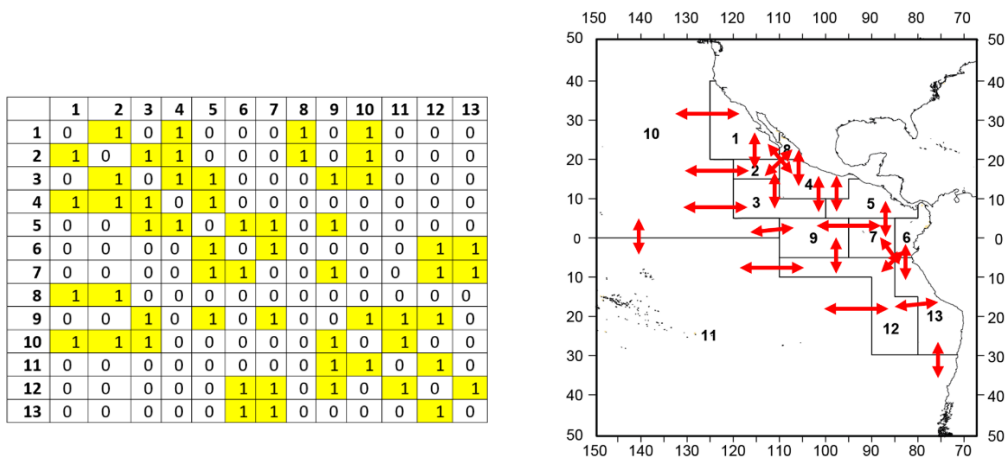 1 2 3 4 5 6 7 8 9 10 11 12 13
1 0 1 0 1 0 0 0 1 0 1 0 0 0
2 1 0 1 1 0 0 0 1 0 1 0 0 0
3 0 1 0 1 1 0 0 0 1 1 0 0 0
4 1 1 1 0 1 0 0 0 0 0 0 0 0
5 0 0 1 1 0 1 1 0 1 0 0 0 0
6 0 0 0 0 1 0 1 0 0 0 0 1 1
7 0 0 0 0 1 1 0 0 1 0 0 1 1
8 1 1 0 0 0 0 0 0 0 0 0 0 0
9 0 0 1 0 1 0 1 0 0 1 1 1 0
10 1 1 1 0 0 0 0 0 1 0 1 0 0
11 0 0 0 0 0 0 0 0 1 1 0 1 0
12 0 0 0 0 0 1 1 0 1 0 1 0 1
13 0 0 0 0 0 1 1 0 0 0 0 1 0
150 140 130 120 110 100 90 80 70
50 50
40 40
30 30
10 1
8
20 20
2
4
10 3 5 10
0 9 7 6 0
10 10
20 13 20
11 12
30 30
40 40
50 50
150 140 130 120 110 100 90 80 70